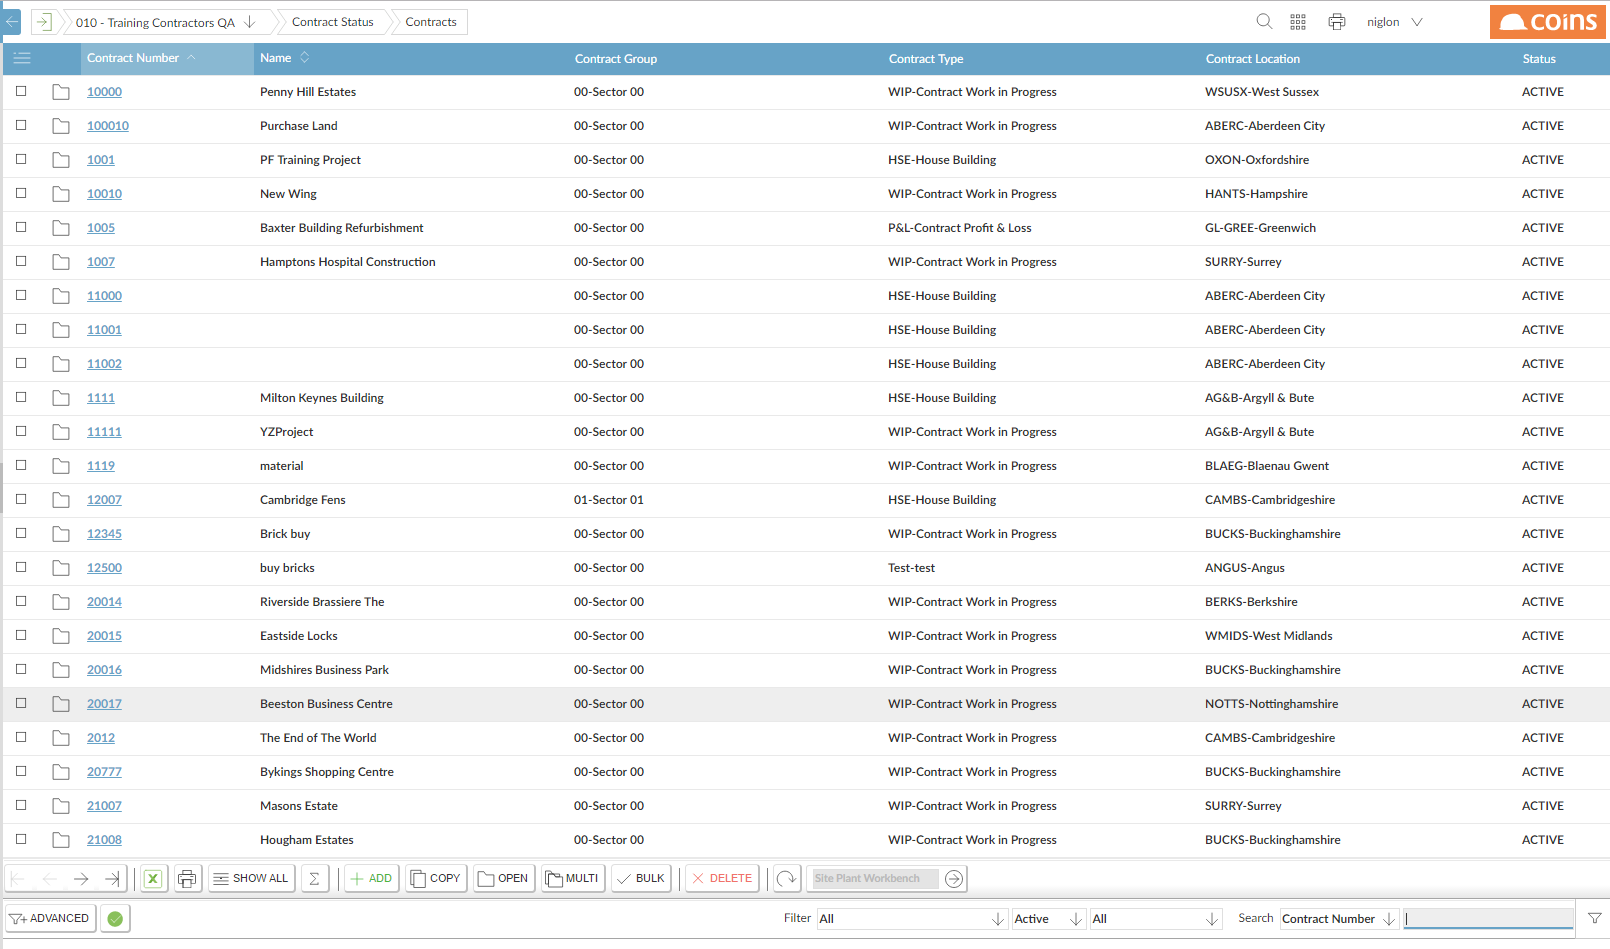 010 - Training Contractors QA Contract Status Contracts niglon coins
Contract Number Name Contract Group Contract Type Contract Location Status
10000 Penny Hill Estates 00-Sector 00 WIP-Contract Work in Progress WSUSX-West Sussex ACTIVE
100010 Purchase Land 00-Sector 00 WIP-Contract Work in Progress ABERC-Aberdeen City ACTIVE
1001 PF Training Project 00-Sector 00 HSE-House Building OXON-Oxfordshire ACTIVE
10010 New Wing 00-Sector 00 WIP-Contract Work in Progress HANTS-Hampshire ACTIVE
1005 Baxter Building Refurbishment 00-Sector 00 P&L-Contract Profit & Loss GL-GREE-Greenwich ACTIVE
1007 Hamptons Hospital Construction 00-Sector 00 WIP-Contract Work in Progress SURRY-Surrey ACTIVE
11000 00-Sector 00 HSE-House Building ABERC-Aberdeen City ACTIVE
11001 00-Sector 00 HSE-House Building ABERC-Aberdeen City ACTIVE
11002 00-Sector 00 HSE-House Building ABERC-Aberdeen City ACTIVE
1111 Milton Keynes Building 00-Sector 00 HSE-House Building AG&B-Argyll & Bute ACTIVE
11111 YZProject 00-Sector 00 WIP-Contract Work in Progress AG&B-Argyll & Bute ACTIVE
1119 material 00-Sector 00 WIP-Contract Work in Progress BLAEG-Blaenau Gwent ACTIVE
12007 Cambridge Fens 01-Sector 01 HSE-House Building CAMBS-Cambridgeshire ACTIVE
12345 Brick buy 00-Sector 00 WIP-Contract Work in Progress BUCKS-Buckinghamshire ACTIVE
12500 buy bricks 00-Sector 00 Test-test ANGUS-Angus ACTIVE
20014 Riverside Brassiere The 00-Sector 00 WIP-Contract Work in Progress BERKS-Berkshire ACTIVE
20015 Eastside Locks 00-Sector 00 WIP-Contract Work in Progress WMIDS-West Midlands ACTIVE
20016 Midshires Business Park 00-Sector 00 WIP-Contract Work in Progress BUCKS-Buckinghamshire ACTIVE
20017 Beeston Business Centre 00-Sector 00 WIP-Contract Work in Progress NOTTS-Nottinghamshire ACTIVE
2012 The End of The World 00-Sector 00 WIP-Contract Work in Progress CAMBS-Cambridgeshire ACTIVE
20777 Bykings Shopping Centre 00-Sector 00 WIP-Contract Work in Progress BUCKS-Buckinghamshire ACTIVE
21007 Masons Estate 00-Sector 00 WIP-Contract Work in Progress SURRY-Surrey ACTIVE
21008 Hougham Estates 00-Sector 00 WIP-Contract Work in Progress BUCKS-Buckinghamshire ACTIVE
SHOW ALL Σ ADD COPY OPEN MULTI BULK DELETE Site Plant Workbench
ADVANCED Filter All Active All Search Contract Number